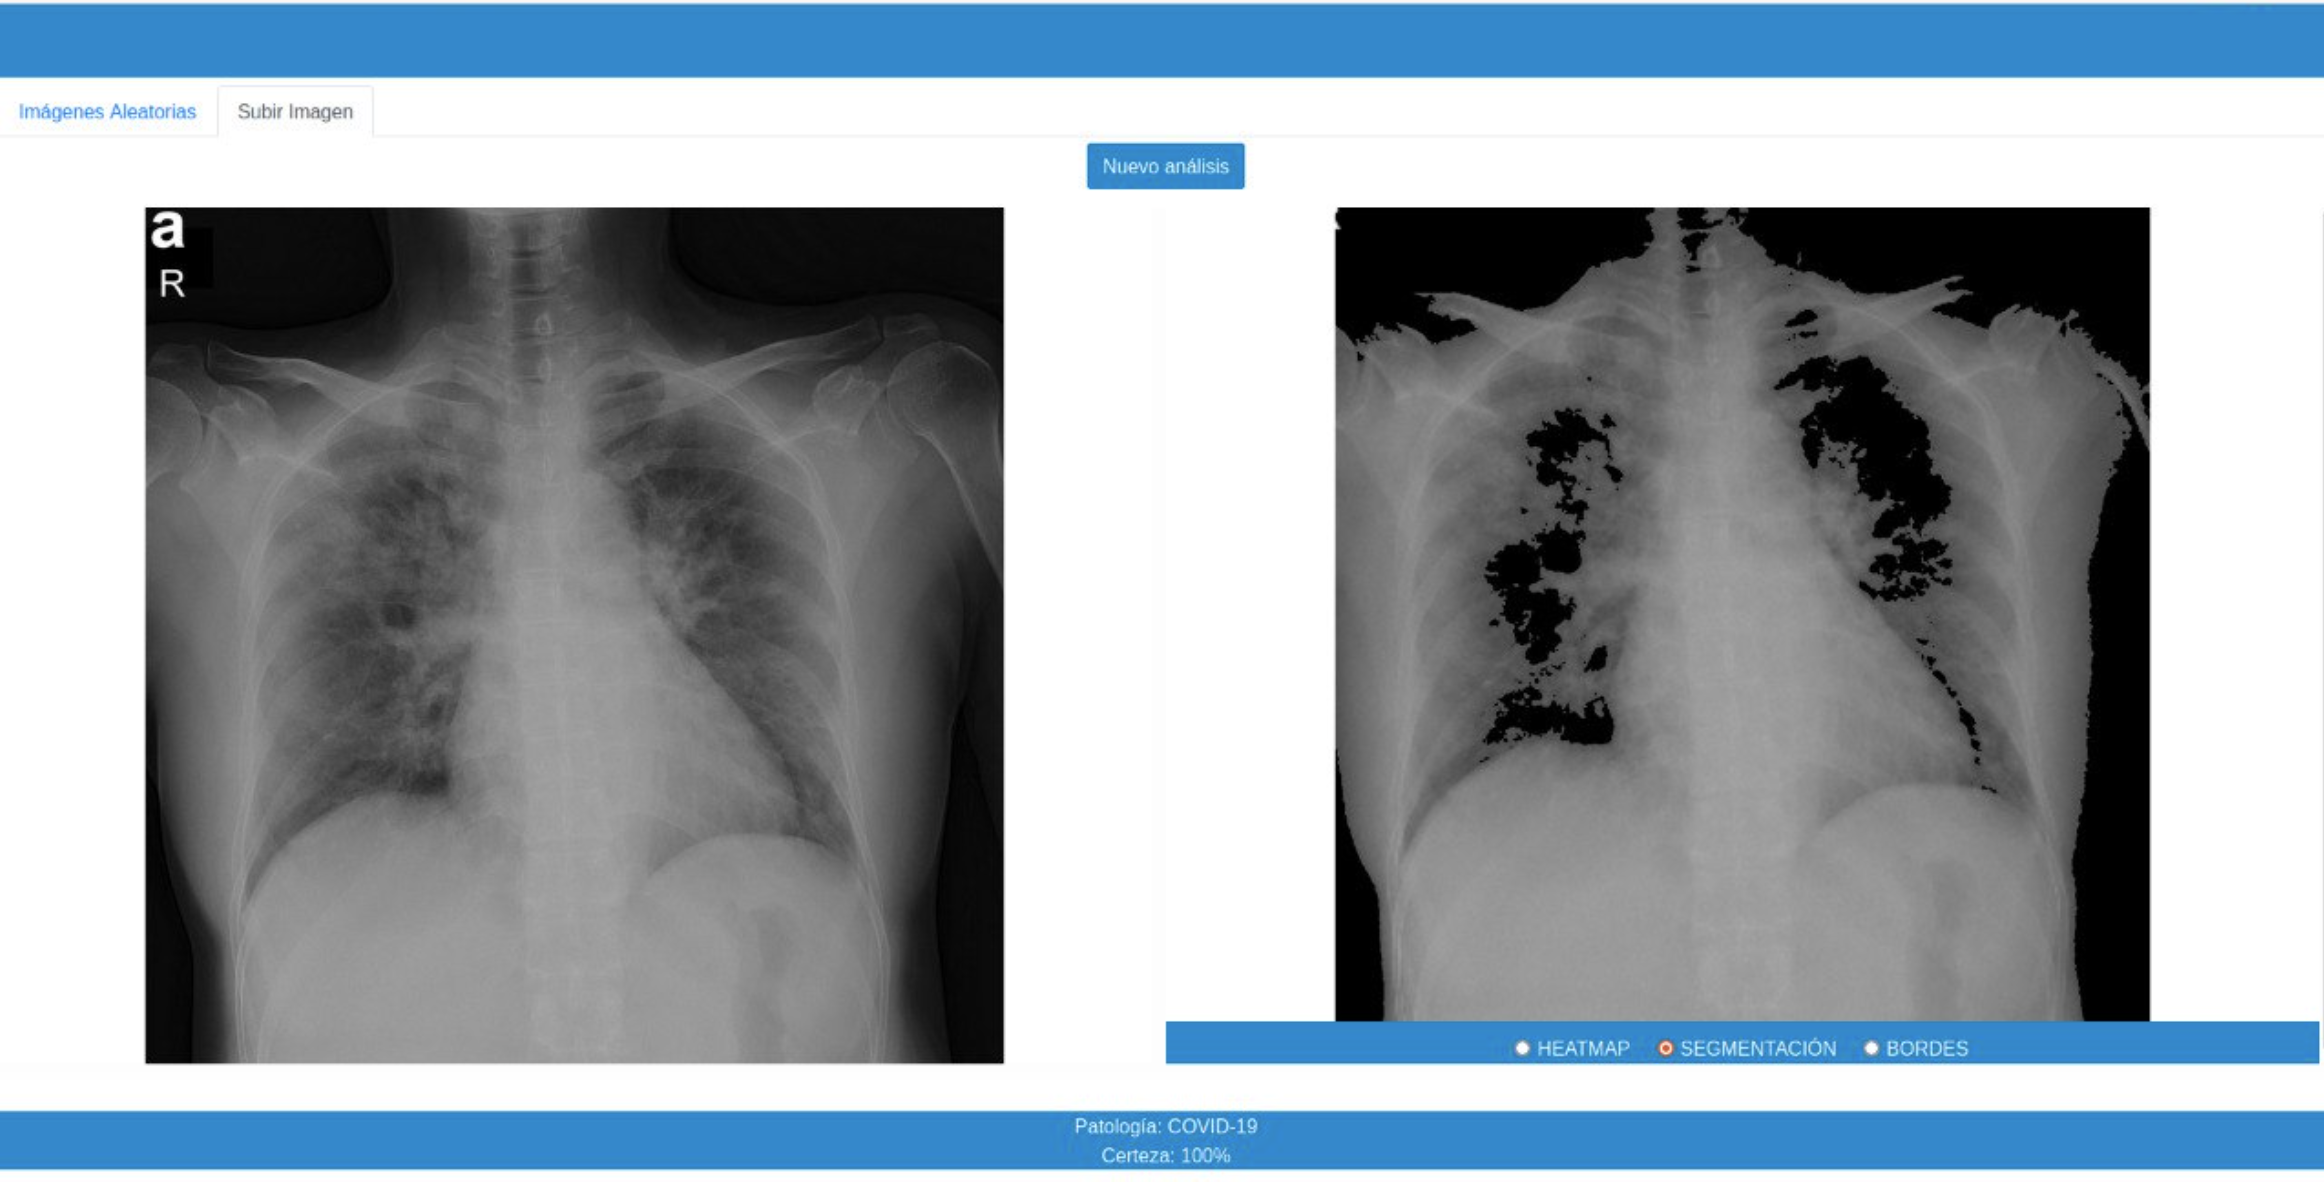 Imágenes Aleatorias
Subir Imagen
Nuevo análisis
a
R
HEATMAP
SEGMENTACIÓN
BORDES
Patología: COVID-19
Certeza: 100%